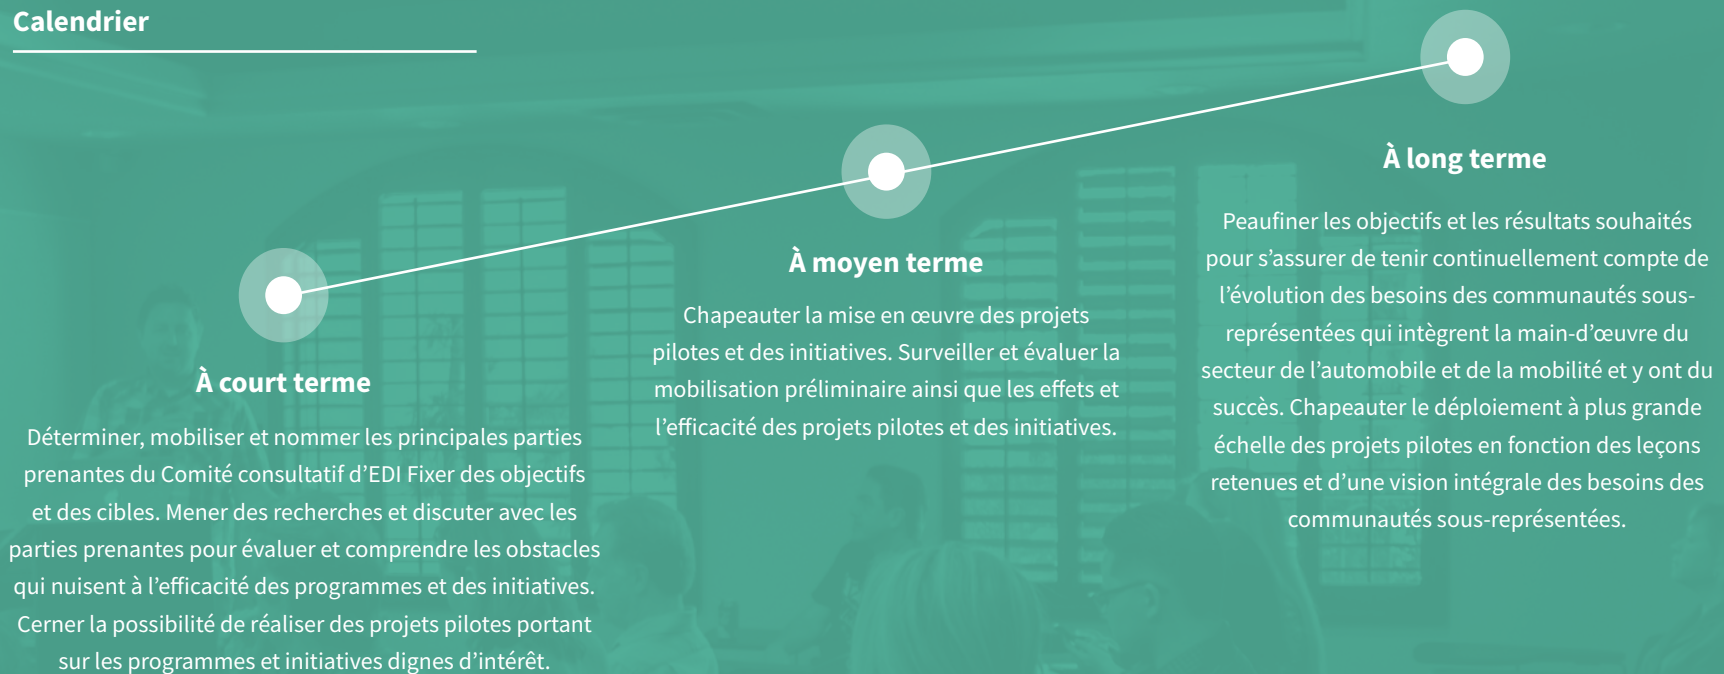 Calendrier
À court terme
Déterminer, mobiliser et nommer les principales parties
prenantes du Comité consultatif d’EDI Fixer des objectifs
et des cibles. Mener des recherches et discuter avec les
parties prenantes pour évaluer et comprendre les obstacles
qui nuisent à l’efficacité des programmes et des initiatives.
Cerner la possibilité de réaliser des projets pilotes portant
sur les programmes et initiatives dignes d’intérêt.
À moyen terme
Chapeauter la mise en œuvre des projets
pilotes et des initiatives. Surveiller et évaluer la
mobilisation préliminaire ainsi que les effets et
l’efficacité des projets pilotes et des initiatives.
À long terme
Peaufiner les objectifs et les résultats souhaités
pour s’assurer de tenir continuellement compte de
l’évolution des besoins des communautés sous-
représentées qui intègrent la main-d’œuvre du
secteur de l’automobile et de la mobilité et y ont du
succès. Chapeauter le déploiement à plus grande
échelle des projets pilotes en fonction des leçons
retenues et d’une vision intégrale des besoins des
communautés sous-représentées.